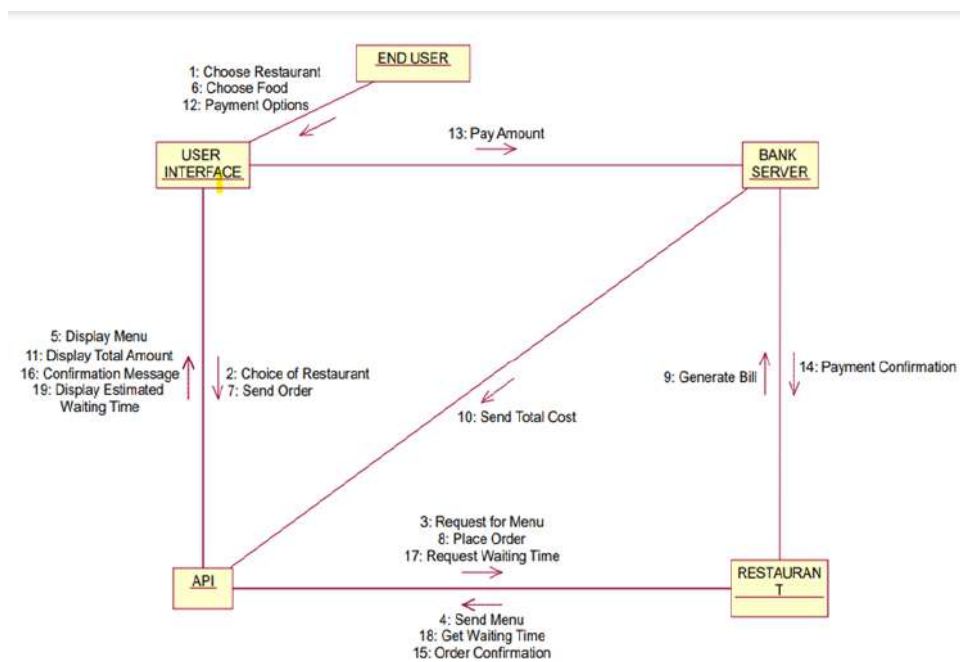 END USER
1: Choose Restaurant
6: Choose Food
12: Payment Options
13: Pay Amount
USER
INTERFACE
BANK
SERVER
5: Display Menu
11: Display Total Amount
16: Confirmation Message
19: Display Estimated
Waiting Time
2: Choice of Restaurant
7: Send Order
9: Generate Bill
14: Payment Confirmation
10: Send Total Cost
3: Request for Menu
8: Place Order
17: Request Waiting Time
API
RESTAURAN
T
4: Send Menu
18: Get Waiting Time
15: Order Confirmation